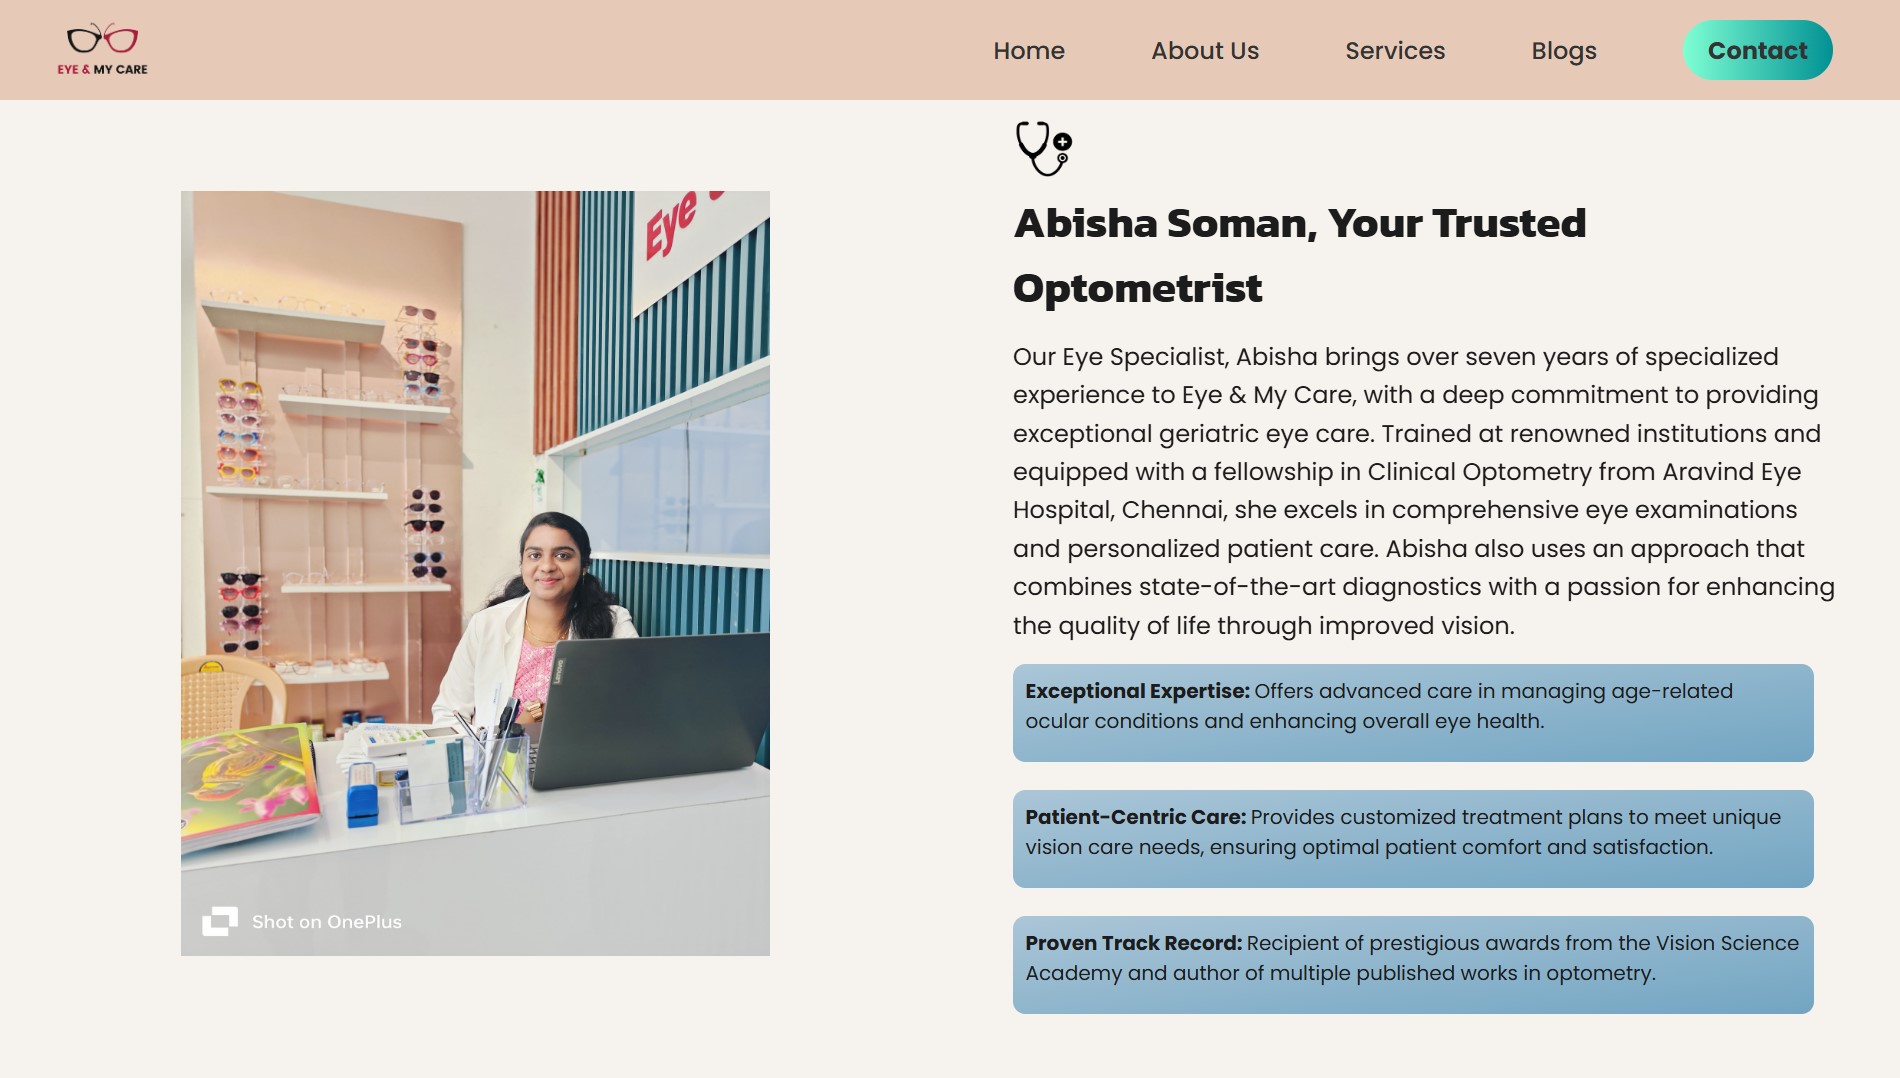 EYE & MY CARE
Home
About Us
Services
Blogs
Contact
Eye
Lenovo
Shot on OnePlus
Abisha Soman, Your Trusted
Optometrist
Our Eye Specialist, Abisha brings over seven years of specialized
experience to Eye & My Care, with a deep commitment to providing
exceptional geriatric eye care. Trained at renowned institutions and
equipped with a fellowship in Clinical Optometry from Aravind Eye
Hospital, Chennai, she excels in comprehensive eye examinations
and personalized patient care. Abisha also uses an approach that
combines state-of-the-art diagnostics with a passion for enhancing
the quality of life through improved vision.
Exceptional Expertise: Offers advanced care in managing age-related
ocular conditions and enhancing overall eye health.
Patient-Centric Care: Provides customized treatment plans to meet unique
vision care needs, ensuring optimal patient comfort and satisfaction.
Proven Track Record: Recipient of prestigious awards from the Vision Science
Academy and author of multiple published works in optometry.